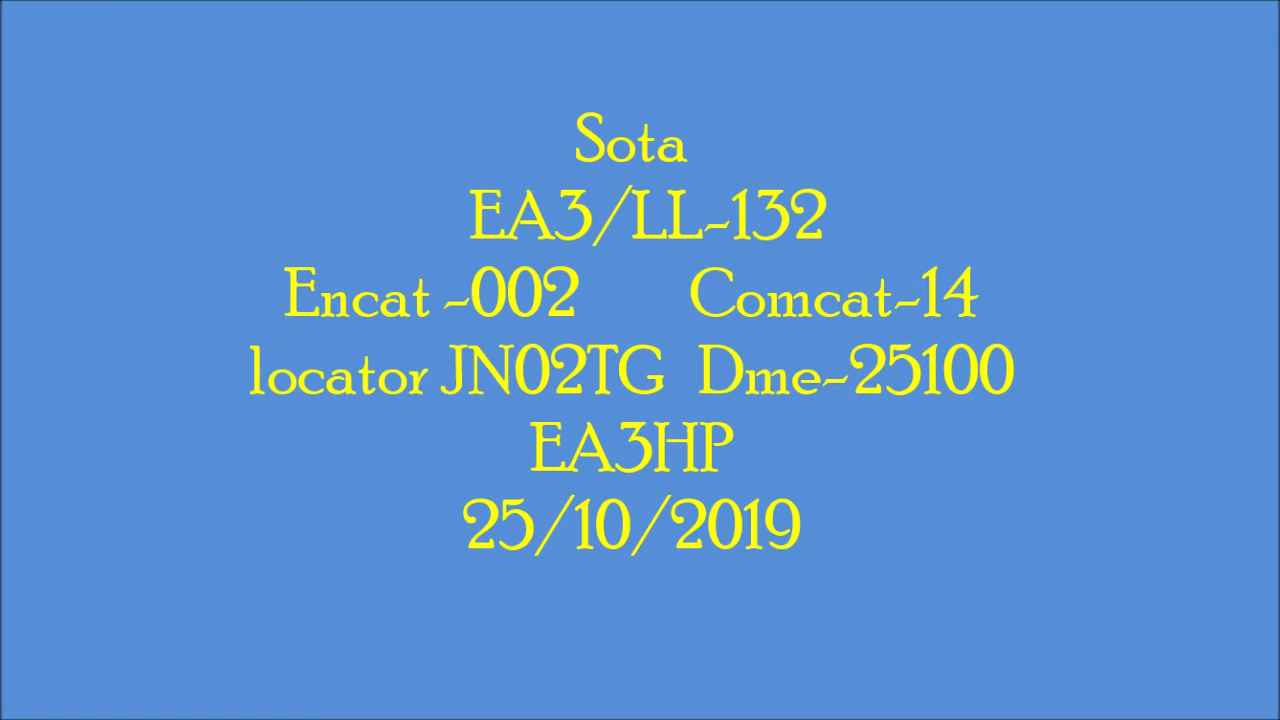 Sota
EA3/LL-132
Encat -002 Comcat-14
locator JN02TG Dme-25100
EA3HP
25/10/2019